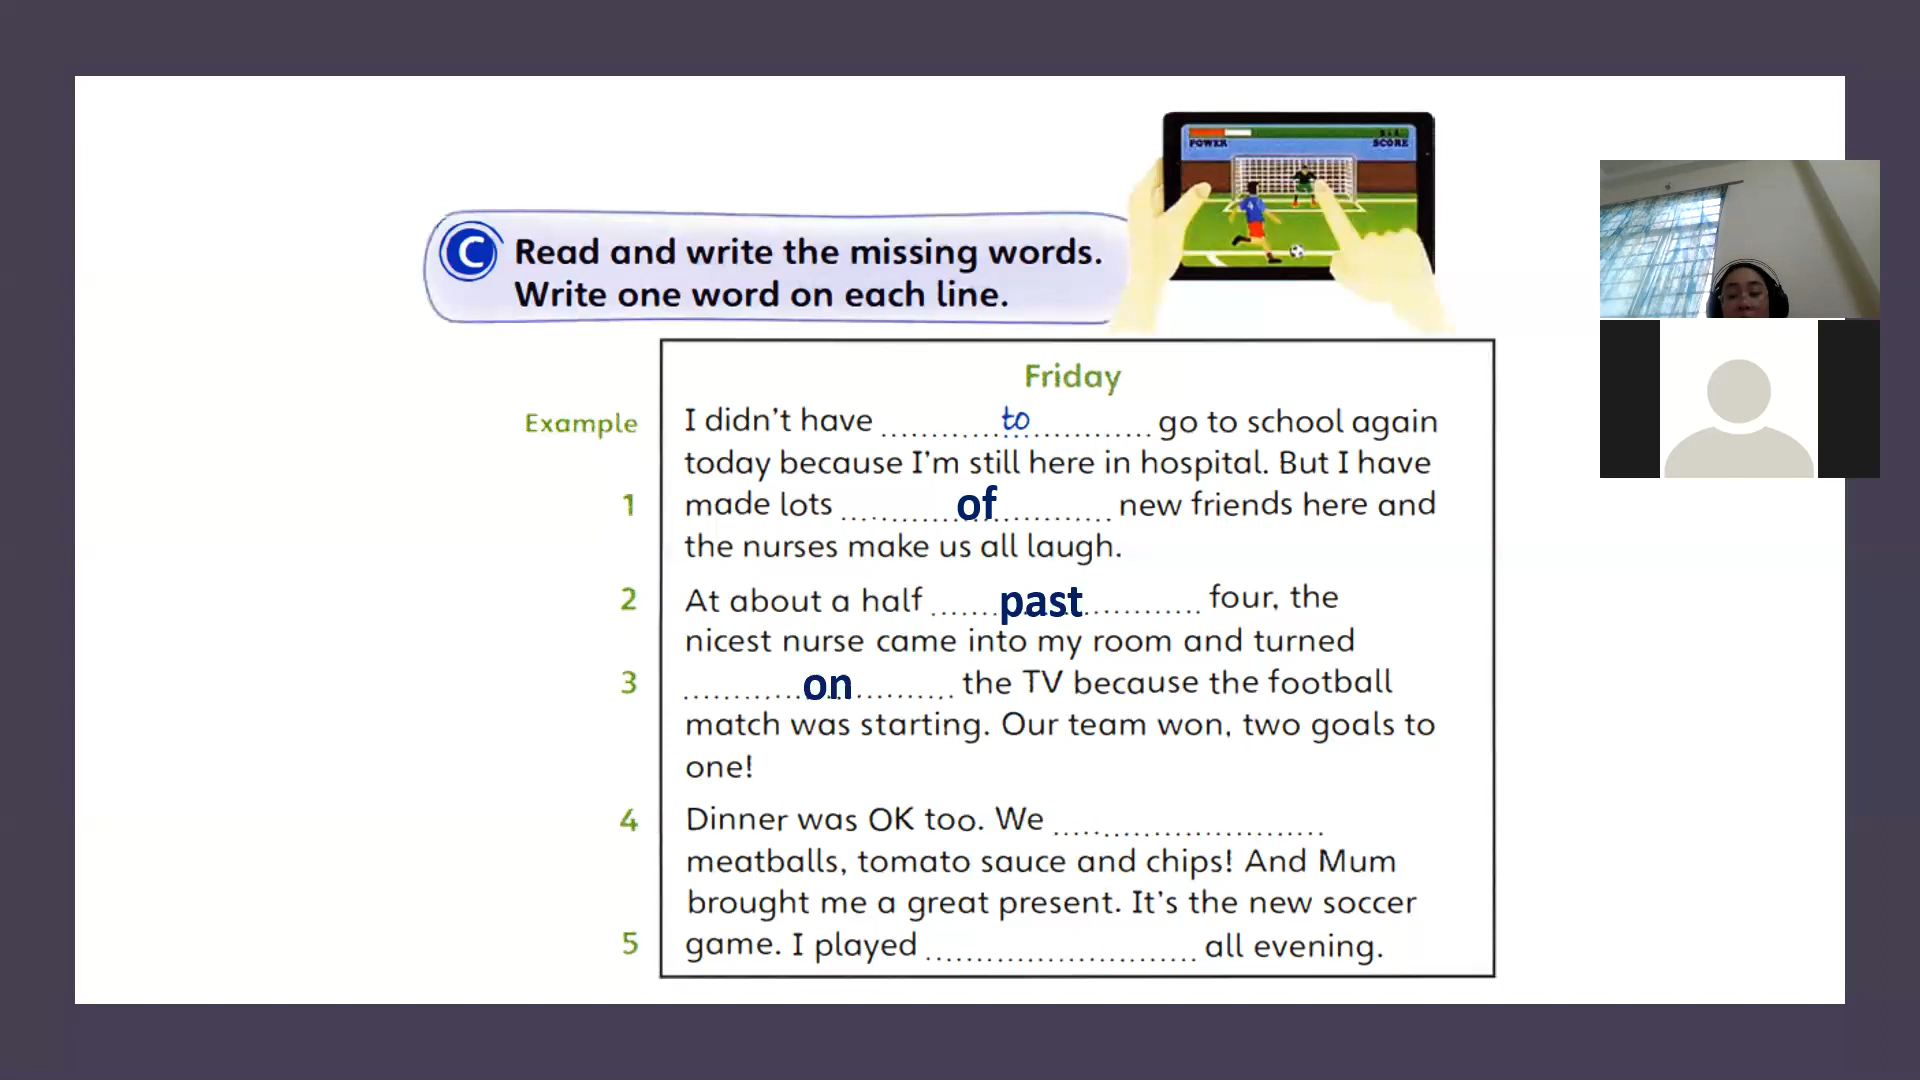 POWER
SCORE
C Read and write the missing words.
Write one word on each line.
Friday
Example I didn't have to go to school again
today because I'm still here in hospital. But I have
1 made lots of new friends here and
the nurses make us all laugh.
2 At about a half past four, the
nicest nurse came into my room and turned
3 on the TV because the football
match was starting. Our team won, two goals to
one!
4 Dinner was OK too. We ........................
meatballs, tomato sauce and chips! And Mum
brought me a great present. It's the new soccer
5 game. I played ........................ all evening.